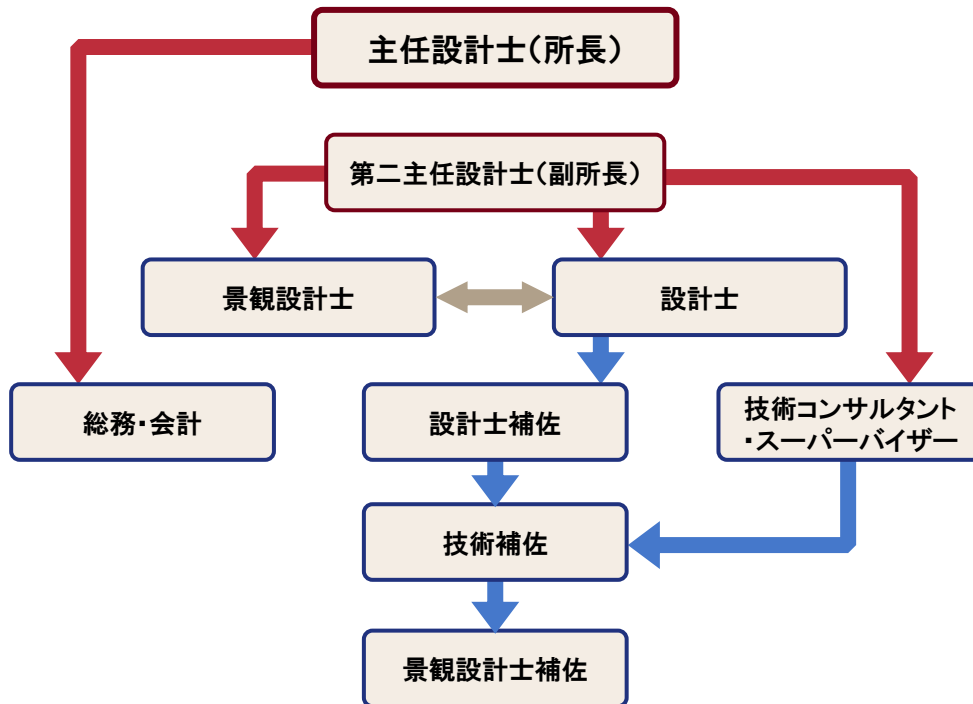 主任設計士（所長）
第二主任設計士（副所長）
景観設計士
設計士
総務・会計
設計士補佐
技術コンサルタント
・スーパーバイザー
技術補佐
景観設計士補佐